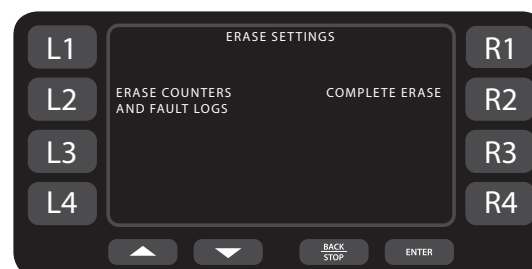 L1
ERASE SETTINGS
R1
L2
ERASE COUNTERS
AND FAULT LOGS
COMPLETE ERASE
R2
L3
R3
L4
R4
BACK
STOP
ENTER